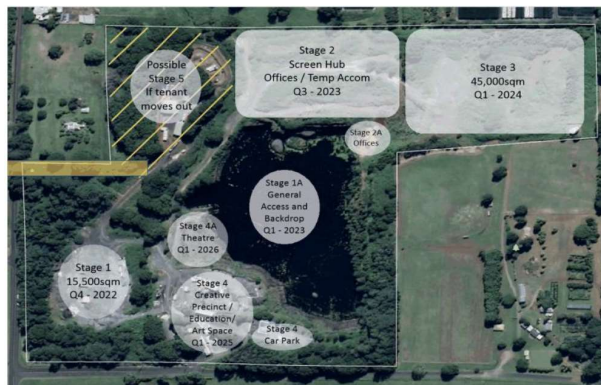 Possible
Stage 5
If tenant
moves out
Stage 2
Screen Hub
Offices / Temp Accom
Q3 - 2023
Stage 3
45,000sqm
Q1 - 2024
Stage 2A
Offices
Stage 1A
General
Access and
Backdrop
Q1 - 2023
Stage 4A
Theatre
Q1 - 2026
Stage 1
15,500sqm
Q4 - 2022
Stage 4
Creative
Precinct /
Education/
Art Space
Q1 - 2025
Stage 4
Car Park